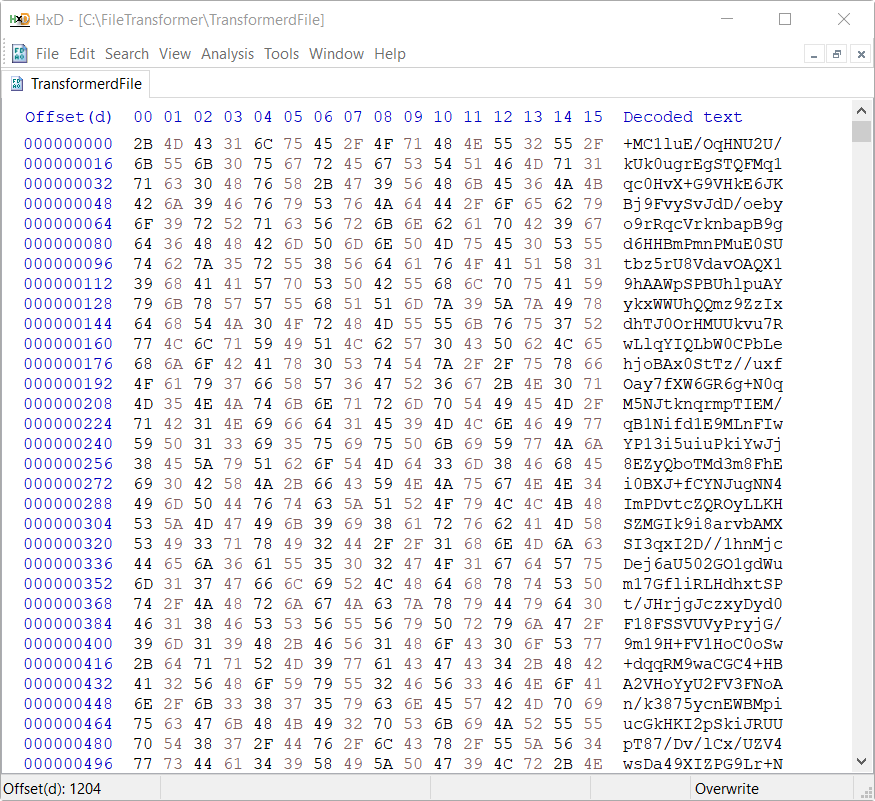 HxD - [C:\FileTransformer\TransformerdFile]
File Edit Search View Analysis Tools Window Help
TransformerdFile
Offset(d) 00 01 02 03 04 05 06 07 08 09 10 11 12 13 14 15 Decoded text
000000000 2B 4D 43 31 6C 75 45 2F 4F 71 48 4E 55 32 55 2F +MC1luE/OqHNU2U/
000000016 6B 55 6B 30 75 67 72 45 67 53 54 51 46 4D 71 31 kUk0ugrEgSTQFMq1
000000032 71 63 30 48 76 58 2B 47 39 56 48 6B 45 36 4A 4B qc0HvX+G9VHkE6JK
000000048 42 6A 39 46 76 79 53 76 4A 64 44 2F 6F 65 62 79 Bj9FvySvJdD/oeby
000000064 6F 39 72 52 71 63 56 72 6B 6E 62 61 70 42 39 67 o9rRqcVrknbapB9g
000000080 64 36 48 48 42 6D 50 6D 6E 50 4D 75 45 30 53 55 d6HHBmPmnPMuE0SU
000000096 74 62 7A 35 72 55 38 56 64 61 76 4F 41 51 58 31 tbz5rU8VdavOAQX1
000000112 39 68 41 41 57 70 53 50 42 55 68 6C 70 75 41 59 9hAAWpSPBUhlpuAY
000000128 79 6B 78 57 57 55 68 51 51 6D 7A 39 5A 7A 49 78 ykxWWUhQQmz9ZzIx
000000144 64 68 54 4A 30 4F 72 48 4D 55 55 6B 76 75 37 52 dhTJ0OrHMUUkvu7R
000000160 77 4C 6C 71 59 49 51 4C 62 57 30 43 50 62 4C 65 wLlqYIQLbW0CPbLe
000000176 68 6A 6F 42 41 78 30 53 74 54 7A 2F 2F 75 78 66 hjoBAx0StTz//uxf
000000192 4F 61 79 37 66 58 57 36 47 52 36 67 2B 4E 30 71 Oay7fXW6GR6g+N0q
000000208 4D 35 4E 4A 74 6B 6E 71 72 6D 70 54 49 45 4D 2F M5NJtknqrmpTIEM/
000000224 71 42 31 4E 69 66 64 31 45 39 4D 4C 6E 46 49 77 qB1Nifd1E9MLnFIw
000000240 59 50 31 33 69 35 75 69 75 50 6B 69 59 77 4A 6A YP13i5uiuPkiYwJj
000000256 38 45 5A 79 51 62 6F 54 4D 64 33 6D 38 46 68 45 8EZyQboTMd3m8FhE
000000272 69 30 42 58 4A 2B 66 43 59 4E 4A 75 67 4E 4E 34 i0BXJ+fCYNJugNN4
000000288 49 6D 50 44 76 74 63 5A 51 52 4F 79 4C 4C 4B 48 ImPDvtcZQROyLLKH
000000304 53 5A 4D 47 49 6B 39 69 38 61 72 76 62 41 4D 58 SZMGIk9i8arvbAMX
000000320 53 49 33 71 78 49 32 44 2F 2F 31 68 6E 4D 6A 63 SI3qxI2D//1hnMjc
000000336 44 65 6A 36 61 55 35 30 32 47 4F 31 67 64 57 75 Dej6aU502GO1gdWu
000000352 6D 31 37 47 66 6C 69 52 4C 48 64 68 78 74 53 50 m17GfliRLHdhxtSP
000000368 74 2F 4A 48 72 6A 67 4A 63 7A 78 79 44 79 64 30 t/JHrjgJczxyDyd0
000000384 46 31 38 46 53 53 56 55 56 79 50 72 79 6A 47 2F F18FSSVUVyPryjG/
000000400 39 6D 31 39 48 2B 46 56 31 48 6F 43 30 6F 53 77 9m19H+FV1HoC0oSw
000000416 2B 64 71 71 52 4D 39 77 61 43 47 43 34 2B 48 42 +dqqRM9waCGC4+HB
000000432 41 32 56 48 6F 59 79 55 32 46 56 33 46 4E 6F 41 A2VHoYyU2FV3FNoA
000000448 6E 2F 6B 33 38 37 35 79 63 6E 45 57 42 4D 70 69 n/k3875ycnEWBMpi
000000464 75 63 47 6B 48 4B 49 32 70 53 6B 69 4A 52 55 55 ucGkHKI2pSkiJRUU
000000480 70 54 38 37 2F 44 76 2F 6C 43 78 2F 55 5A 56 34 pT87/Dv/lCx/UZV4
000000496 77 73 44 61 34 39 58 49 5A 50 47 39 4C 72 2B 4E wsDa49XIZPG9Lr+N
Offset(d): 1204 Overwrite